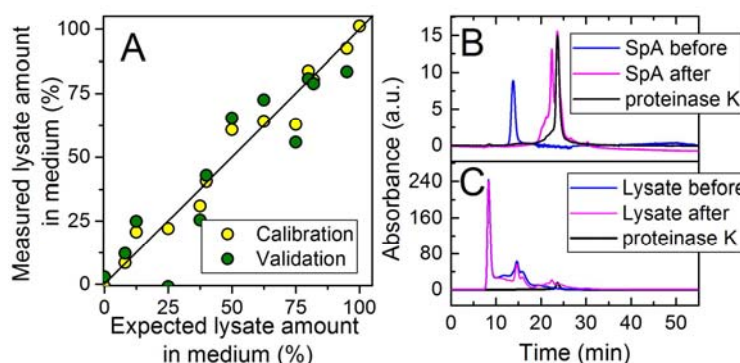 A
Measured lysate amount
in medium (%)
100
75
50
25
0
Calibration
Validation
0 25 50 75 100
Expected lysate amount
in medium (%)
B
15
10
5
0
SpA before
SpA after
proteinase K
Absorbance (a.u.)
C
240
160
80
0
Lysate before
Lysate after
proteinase K
0 10 20 30 40 50
Time (min)